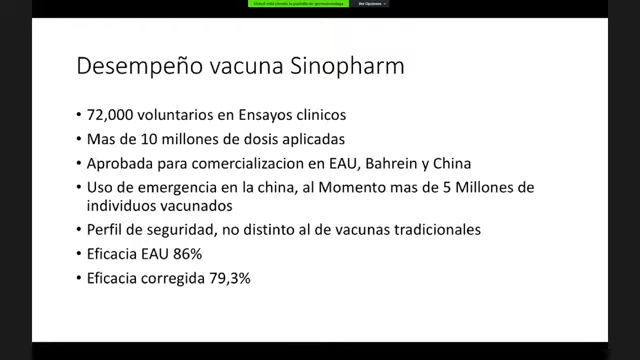 Ver Opciones
Desempeño vacuna Sinopharm
• 72,000 voluntarios en Ensayos clinicos
• Mas de 10 millones de dosis aplicadas
• Aprobada para comercializacion en EAU, Bahrein y China
• Uso de emergencia en la china, al Momento mas de 5 Millones de
individuos vacunados
• Perfil de seguridad, no distinto al de vacunas tradicionales
• Eficacia EAU 86%
• Eficacia corregida 79,3%